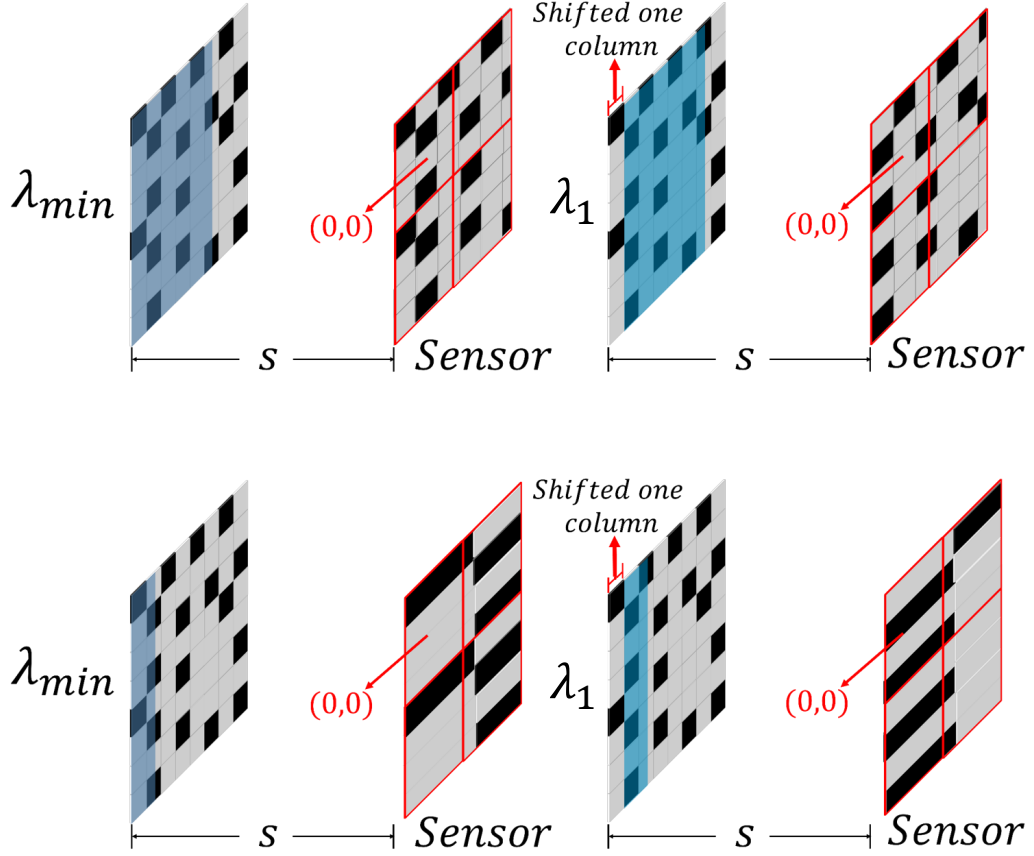 Shifted one
column
λmin
(0,0)
λ1
(0,0)
s
Sensor
s
Sensor
Shifted one
column
λmin
(0,0)
λ1
(0,0)
s
Sensor
s
Sensor